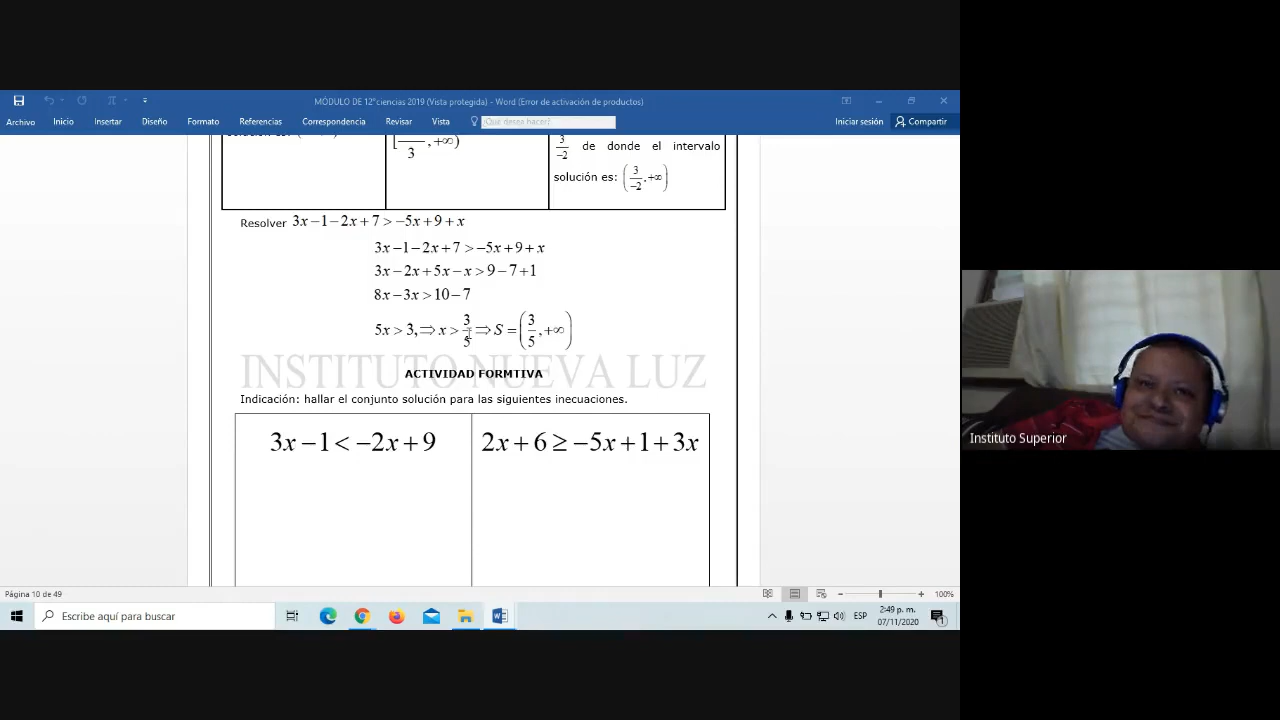 MÓDULO DE 12°ciencias 2019 (Vista protegida) - Word (Error de activación de productos)
Archivo Inicio Insertar Diseño Formato Referencias Correspondencia Revisar Vista ¿Qué desea hacer? Iniciar sesión Compartir
[ /3 , +∞)
3/-2 de donde el intervalo
solución es: (3/-2, +∞)
Resolver 3x−1−2x+7>−5x+9+x
3x−1−2x+7>−5x+9+x
3x−2x+5x−x>9−7+1
8x−3x>10−7
5x>3,⇒x>3/5⇒S=(3/5,+∞)
INSTITUTO NUEVA LUZ
ACTIVIDAD FORMTIVA
Indicación: hallar el conjunto solución para las siguientes inecuaciones.
3x−1<−2x+9
2x+6≥−5x+1+3x
Página 10 de 49
100%
Escribe aquí para buscar
ESP
2:49 p. m.
07/11/2020
Instituto Superior